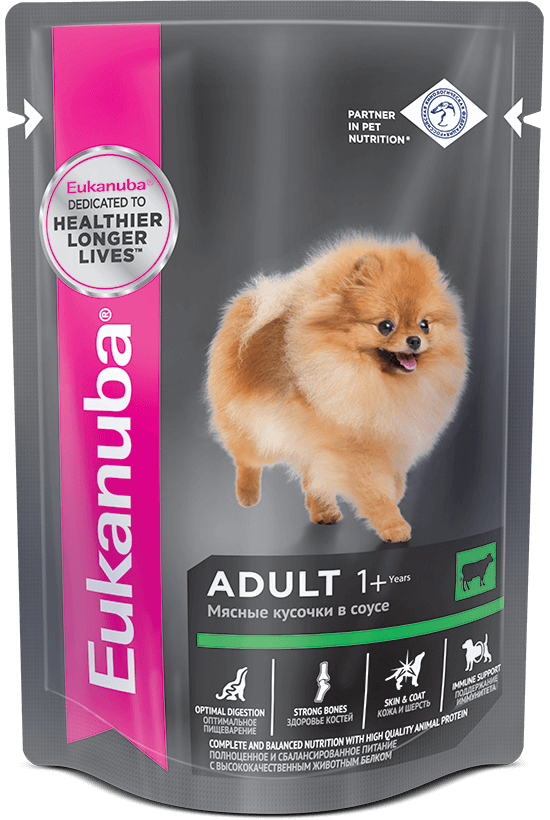 PARTNER
IN PET
NUTRITION®
Eukanuba®
DEDICATED TO
HEALTHIER
LONGER
LIVES™
Eukanuba®
ADULT 1+ Years
Мясные кусочки в соусе
OPTIMAL DIGESTION
ОПТИМАЛЬНОЕ
ПИЩЕВАРЕНИЕ
STRONG BONES
ЗДОРОВЬЕ КОСТЕЙ
SKIN & COAT
КОЖА И ШЕРСТЬ
IMMUNE SUPPORT
ПОДДЕРЖАНИЕ
ИММУНИТЕТА
COMPLETE AND BALANCED NUTRITION WITH HIGH QUALITY ANIMAL PROTEIN
ПОЛНОЦЕННОЕ И СБАЛАНСИРОВАННОЕ ПИТАНИЕ
С ВЫСОКОКАЧЕСТВЕННЫМ ЖИВОТНЫМ БЕЛКОМ